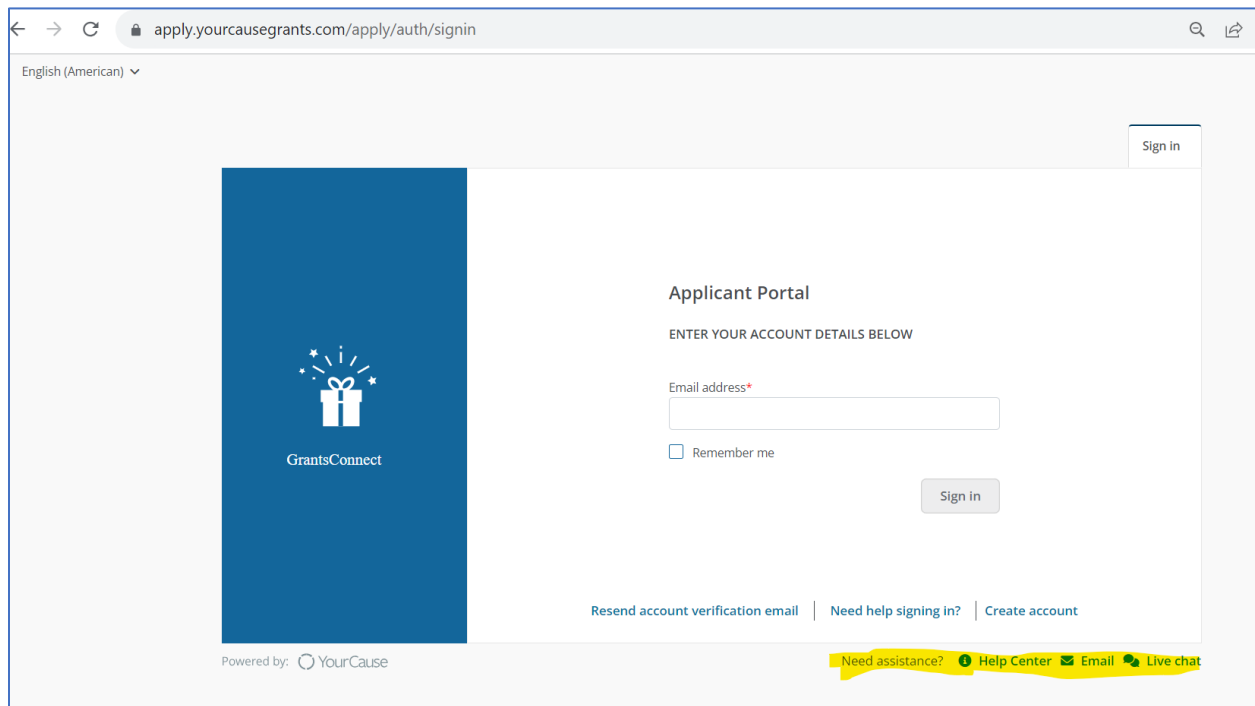 apply.yourcausegrants.com/apply/auth/signin
English (American)
Sign in
Applicant Portal
ENTER YOUR ACCOUNT DETAILS BELOW
Email address*
Remember me
GrantsConnect
Sign in
Resend account verification email | Need help signing in? | Create account
Powered by: YourCause
Need assistance? Help Center Email Live chat